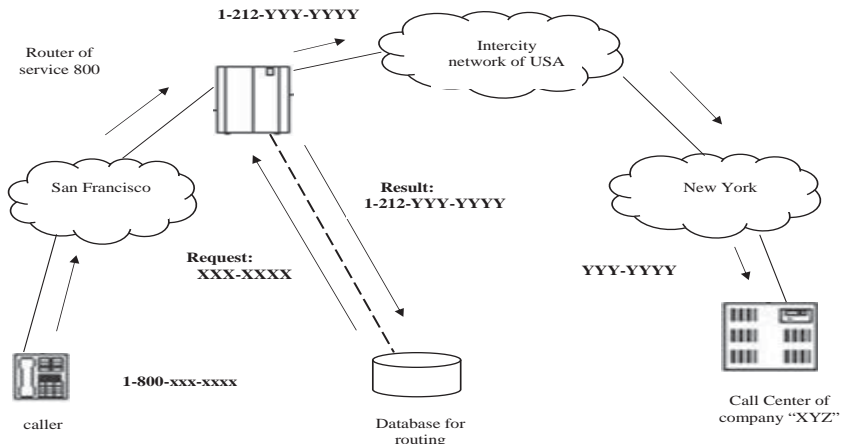 1-212-YYY-YYYY
Router of
service 800
Intercity
network of USA
San Francisco
Result:
1-212-YYY-YYYY
New York
Request:
XXX-XXXX
YYY-YYYY
1-800-xxx-xxxx
caller
Database for
routing
Call Center of
company “XYZ”